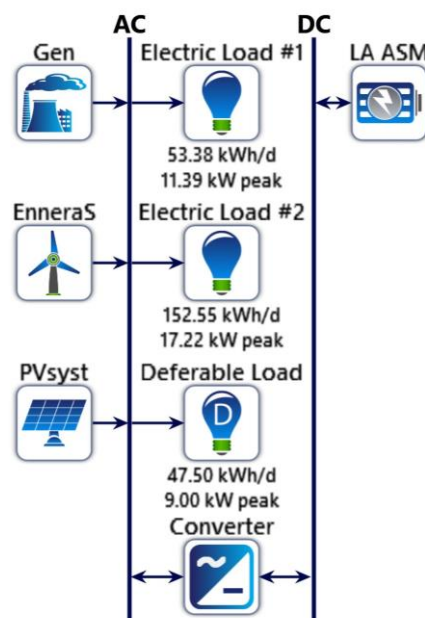 AC DC
Gen Electric Load #1 LA ASM
53.38 kWh/d
11.39 kW peak
EnneraS Electric Load #2
152.55 kWh/d
17.22 kW peak
PVsyst Deferable Load
D
47.50 kWh/d
9.00 kW peak
Converter